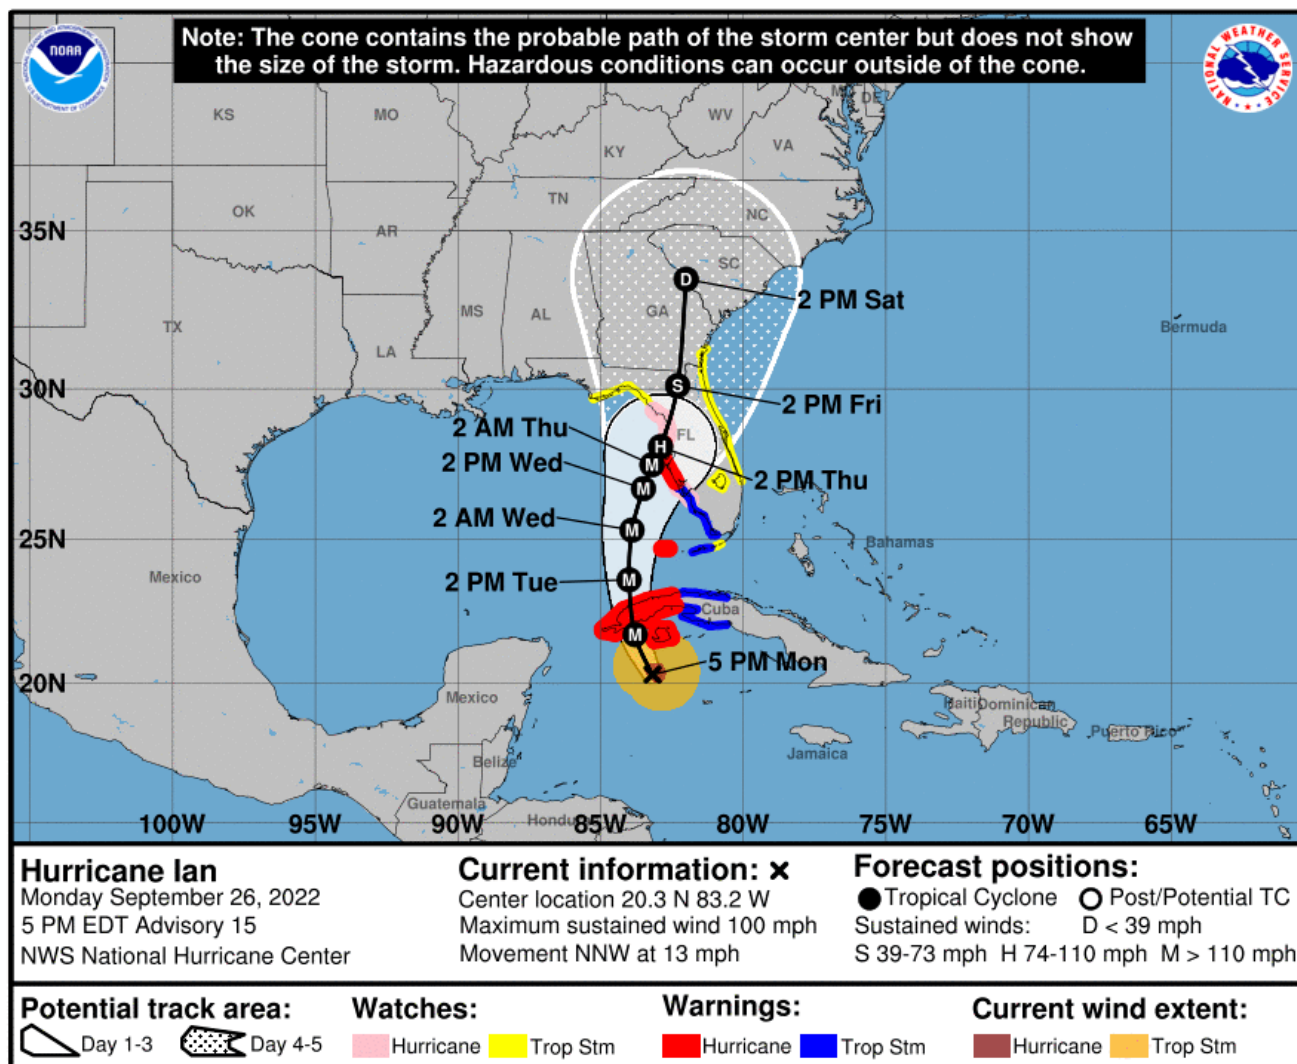 Note: The cone contains the probable path of the storm center but does not show
the size of the storm. Hazardous conditions can occur outside of the cone.
NOAA
NATIONAL WEATHER SERVICE
KS
MO
WV
DE
KY
VA
OK
TN
NC
AR
35N
SC
MS
AL
GA
2 PM Sat
TX
Bermuda
LA
D
30N
S
2 PM Fri
2 AM Thu
FL
H
M
2 PM Wed
2 PM Thu
M
2 AM Wed
M
25N
Bahamas
Mexico
2 PM Tue
M
Cuba
M
5 PM Mon
20N
Mexico
Haiti
Dominican
Republic
Puerto Rico
Jamaica
Belize
Guatemala
100W
95W
90W
85W
80W
75W
70W
65W
Hurricane Ian
Monday September 26, 2022
5 PM EDT Advisory 15
NWS National Hurricane Center
Current information: ×
Center location 20.3 N 83.2 W
Maximum sustained wind 100 mph
Movement NNW at 13 mph
Forecast positions:
Tropical Cyclone Post/Potential TC
Sustained winds: D < 39 mph
S 39-73 mph H 74-110 mph M > 110 mph
Potential track area:
Day 1-3 Day 4-5
Watches:
Hurricane Trop Stm
Warnings:
Hurricane Trop Stm
Current wind extent:
Hurricane Trop Stm